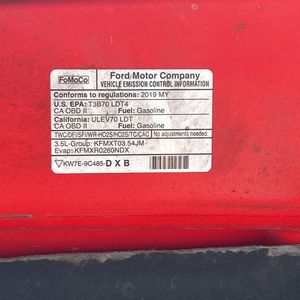 FoMoCo
Ford Motor Company
VEHICLE EMISSION CONTROL INFORMATION
Conforms to regulations: 2019 MY
U.S. EPA: T3B70 LDT4
CA OBD II Fuel: Gasoline
California: ULEV70 LDT
CA OBD II Fuel: Gasoline
TWC/DFI/SFI/WR-HO2S/HO2S/TC/CAC No adjustments needed.
3.5L-Group: KFMXT03.54JM
Evap: KFMXR0260NDX
KW7E-9C485-DXB